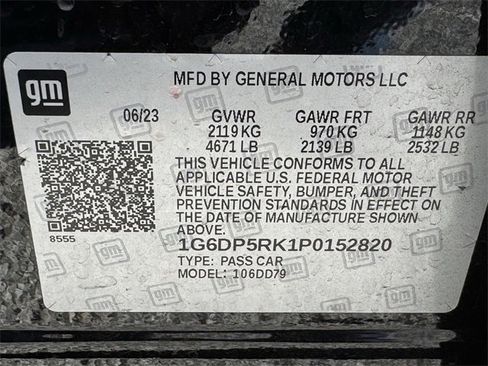 gm
MFD BY GENERAL MOTORS LLC
06/23 GVWR GAWR FRT GAWR RR
2119 KG 970 KG 1148 KG
4671 LB 2139 LB 2532 LB
THIS VEHICLE CONFORMS TO ALL
APPLICABLE U.S. FEDERAL MOTOR
VEHICLE SAFETY, BUMPER, AND THEFT
PREVENTION STANDARDS IN EFFECT ON
THE DATE OF MANUFACTURE SHOWN
ABOVE.
8555
1G6DP5RK1P0152820
TYPE: PASS CAR
MODEL: 106DD79